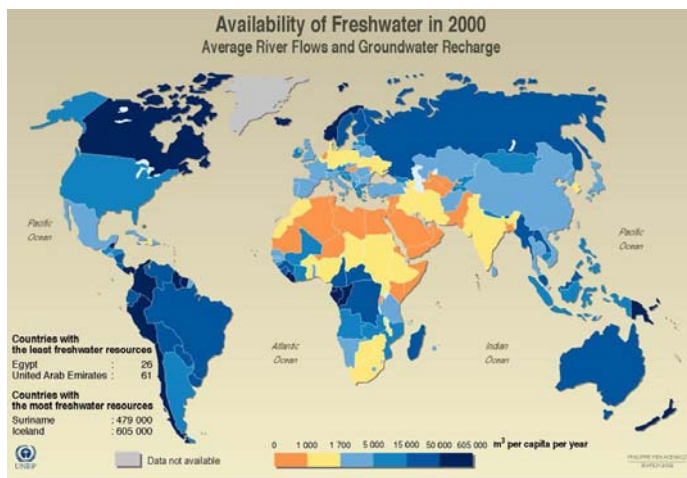 Availability of Freshwater in 2000
Average River Flows and Groundwater Recharge
Pacific
Ocean
Pacific
Ocean
Atlantic
Ocean
Indian
Ocean
Countries with
the least freshwater resources
Egypt : 26
United Arab Emirates : 61
Countries with
the most freshwater resources
Suriname : 479 000
Iceland : 605 000
0 1 000 1 700 5 000 15 000 50 000 605 000 m³ per capita per year
Data not available
UNEP